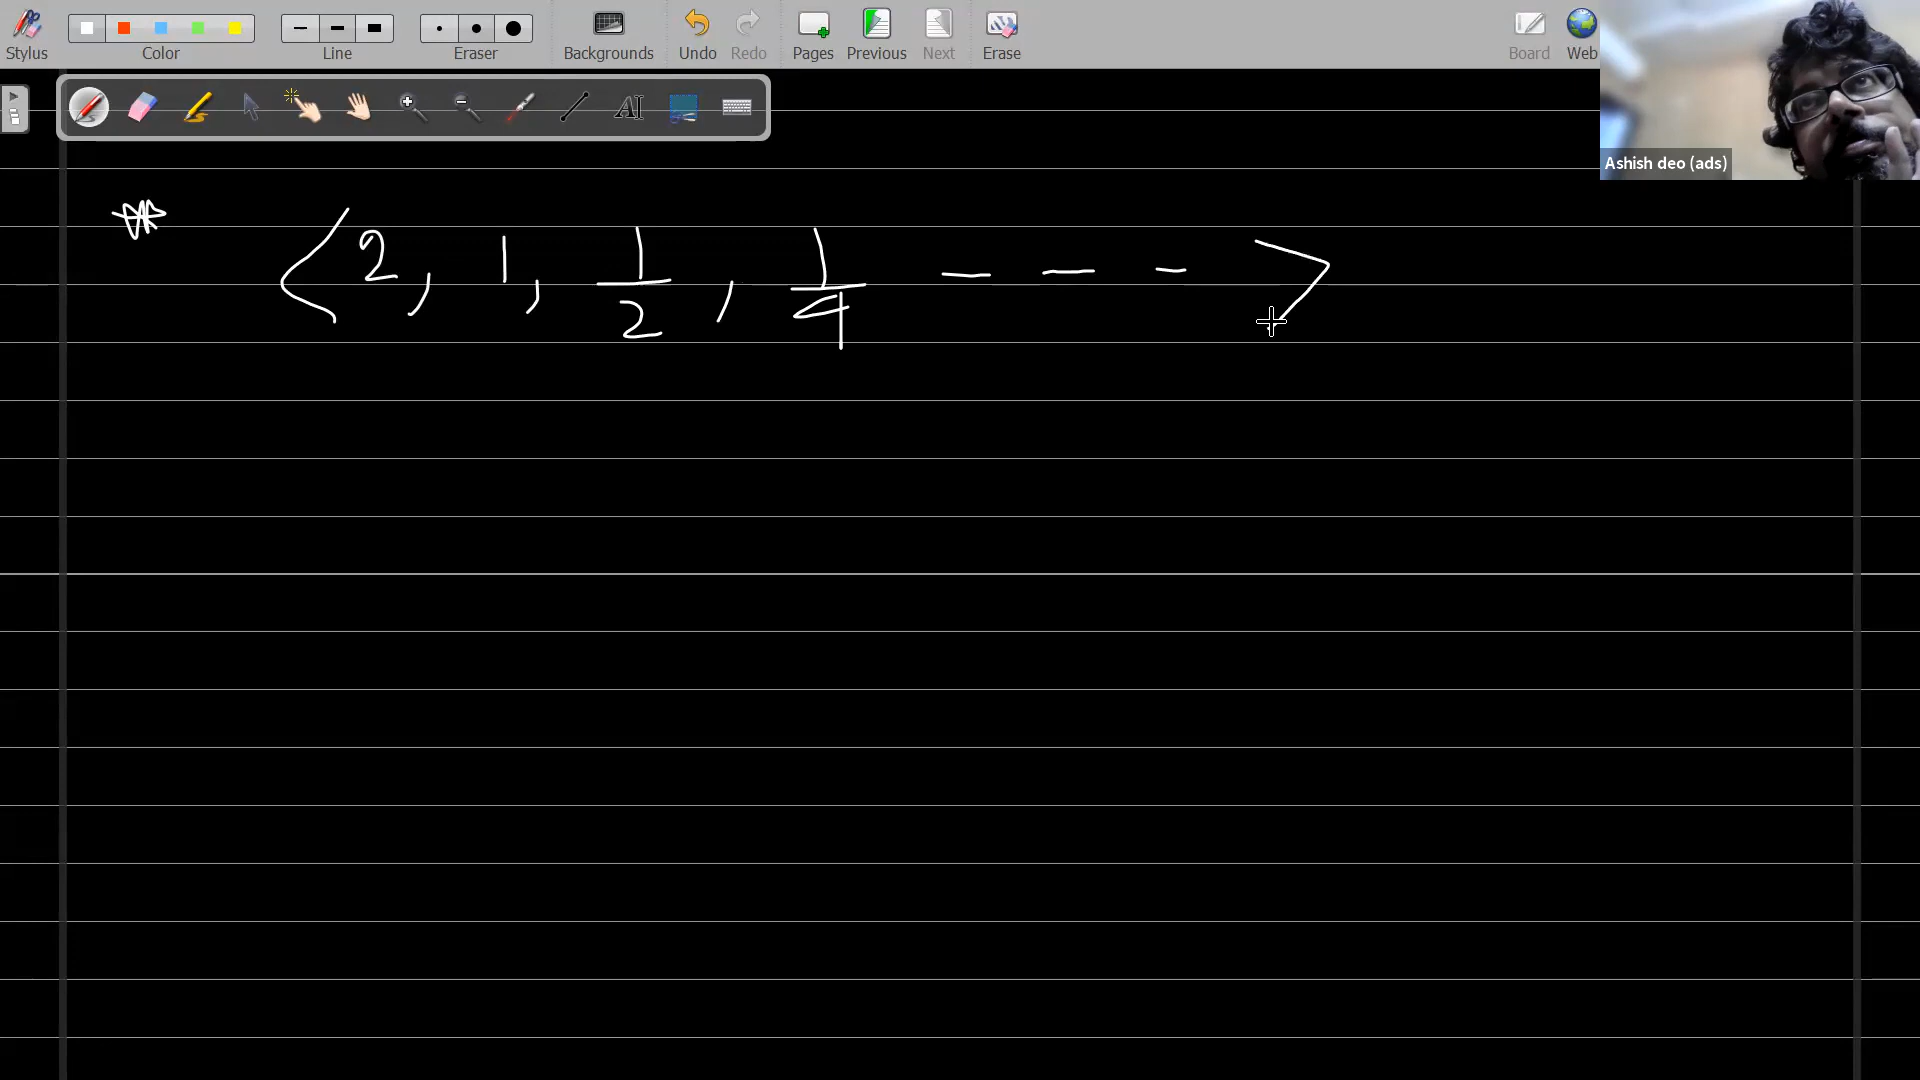 Stylus Color Line Eraser Backgrounds Undo Redo Pages Previous Next Erase Board Web
AI
Ashish deo (ads)
⟨2, 1, 1/2, 1/4 - - - ⟩